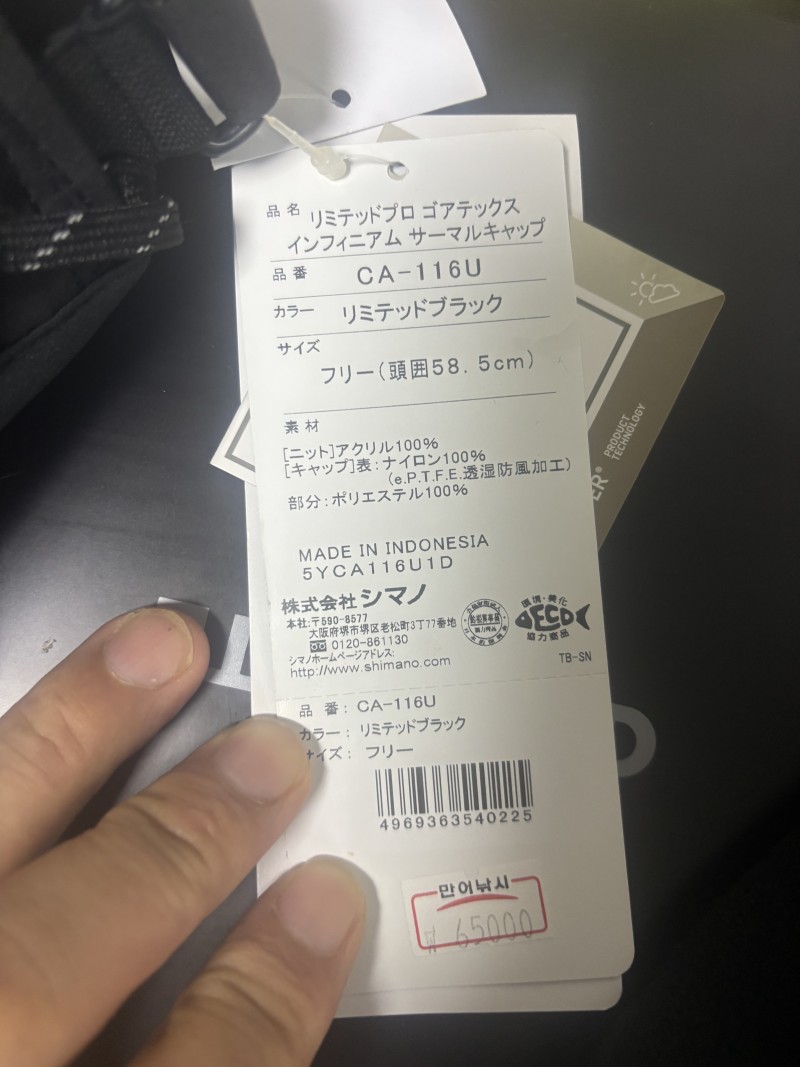 品名 リミテッドプロ ゴアテックス
インフィニアム サーマルキャップ
品番 CA-116U
カラー リミテッドブラック
サイズ
フリー(頭囲58.5cm)
素材
[ニット]アクリル100%
[キャップ]表:ナイロン100%
(e.P.T.F.E.透湿防風加工)
部分:ポリエステル100%
MADE IN INDONESIA
5YCA116U1D
株式会社シマノ
本社:〒590-8577
大阪府堺市堺区老松町3丁77番地
0120-861130
シマノホームページアドレス:
http://www.shimano.com
環境・美化
ECO
協力商品
TB-SN
品番: CA-116U
カラー: リミテッドブラック
サイズ: フリー
4969363540225
만어낚시
₩ 65000
ER®
PRODUCT
TECHNOLOGY